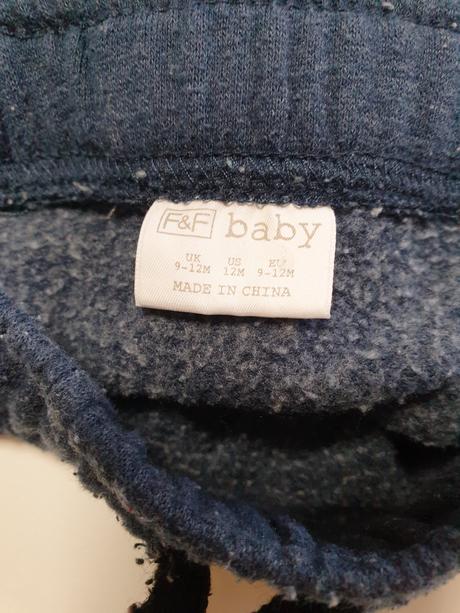 F&F baby
UK US EU
9-12M 12M 9-12M
MADE IN CHINA